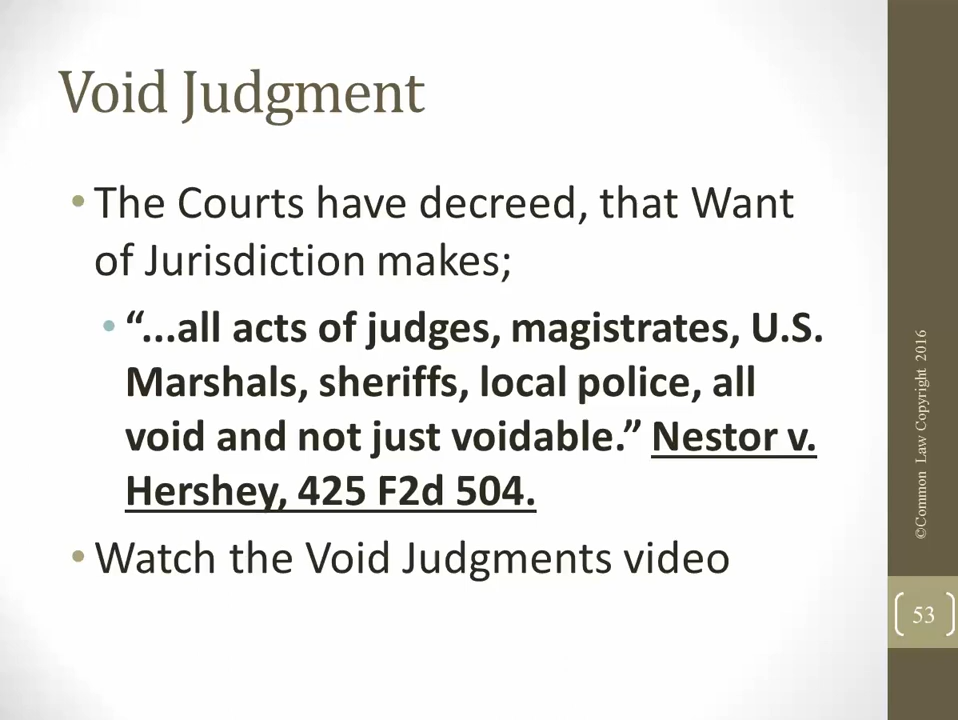 Void Judgment
• The Courts have decreed, that Want
of Jurisdiction makes;
• “...all acts of judges, magistrates, U.S.
Marshals, sheriffs, local police, all
void and not just voidable.” Nestor v.
Hershey, 425 F2d 504.
• Watch the Void Judgments video
©Common Law Copyright 2016
53